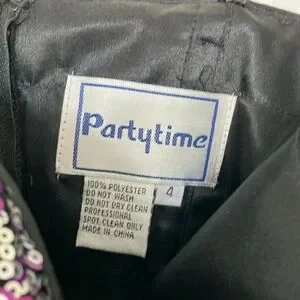 Partytime
100% POLYESTER
DO NOT WASH
DO NOT DRY CLEAN
PROFESSIONAL
SPOT CLEAN ONLY
MADE IN CHINA
4